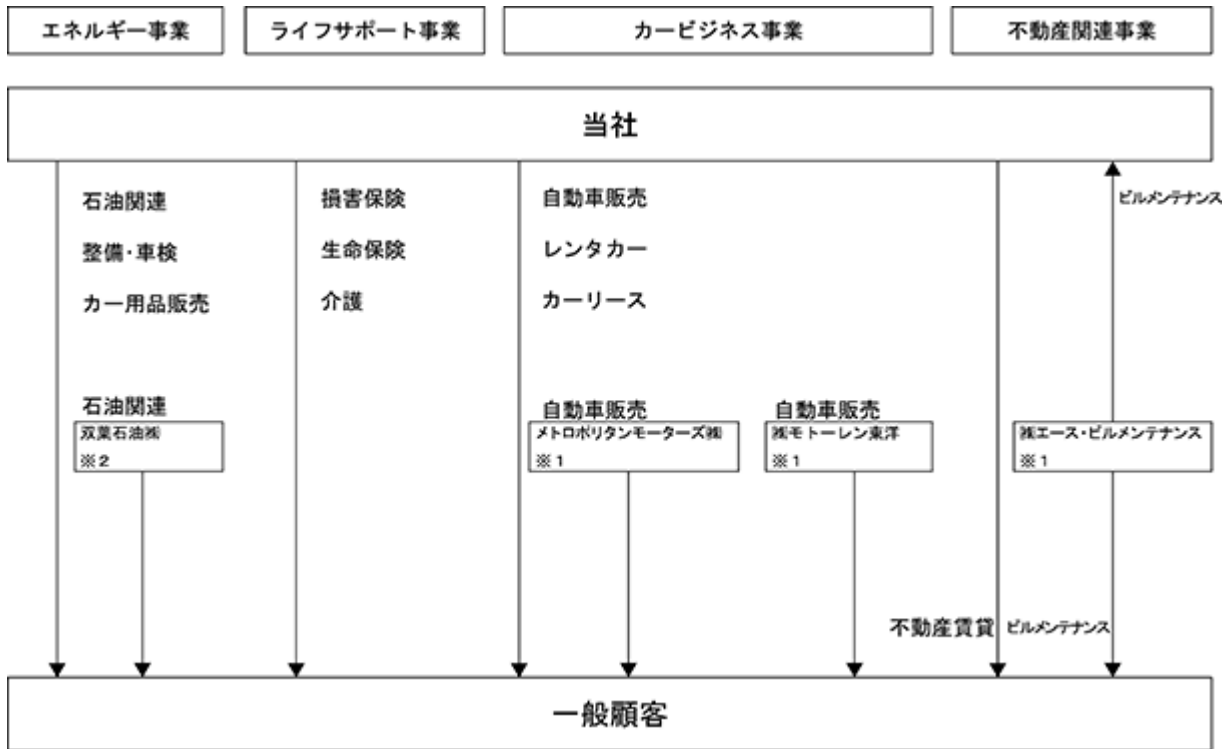 エネルギー事業
ライフサポート事業
カービジネス事業
不動産関連事業
当社
石油関連
整備・車検
カー用品販売
損害保険
生命保険
介護
自動車販売
レンタカー
カーリース
ビルメンテナンス
石油関連
双葉石油㈱
※2
自動車販売
メトロポリタンモーターズ㈱
※1
自動車販売
㈱モトーレン東洋
※1
㈱エース・ビルメンテナンス
※1
不動産賃貸
ビルメンテナンス
一般顧客